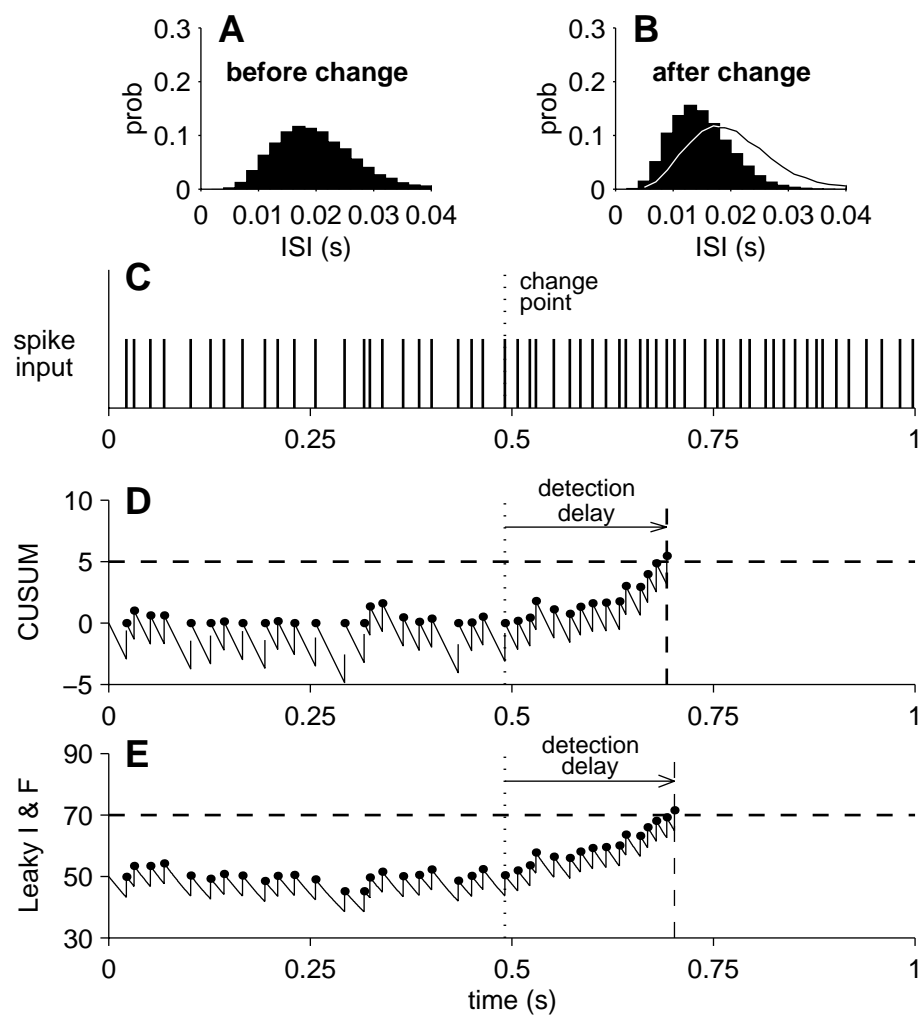 A
before change
prob
0.3
0.2
0.1
0
0 0.01 0.02 0.03 0.04
ISI (s)
B
after change
prob
0.3
0.2
0.1
0
0 0.01 0.02 0.03 0.04
ISI (s)
C
change
point
spike
input
0 0.25 0.5 0.75 1
D
detection
delay
CUSUM
10
5
0
−5
0 0.25 0.5 0.75 1
E
detection
delay
Leaky I & F
90
70
50
30
0 0.25 0.5 0.75 1
time (s)